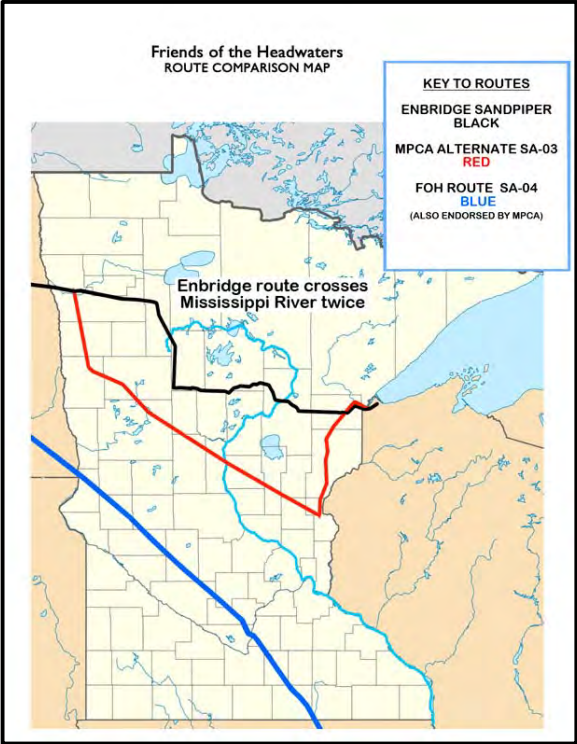 Friends of the Headwaters
ROUTE COMPARISON MAP
KEY TO ROUTES
ENBRIDGE SANDPIPER
BLACK
MPCA ALTERNATE SA-03
RED
FOH ROUTE SA-04
BLUE
(ALSO ENDORSED BY MPCA)
Enbridge route crosses
Mississippi River twice